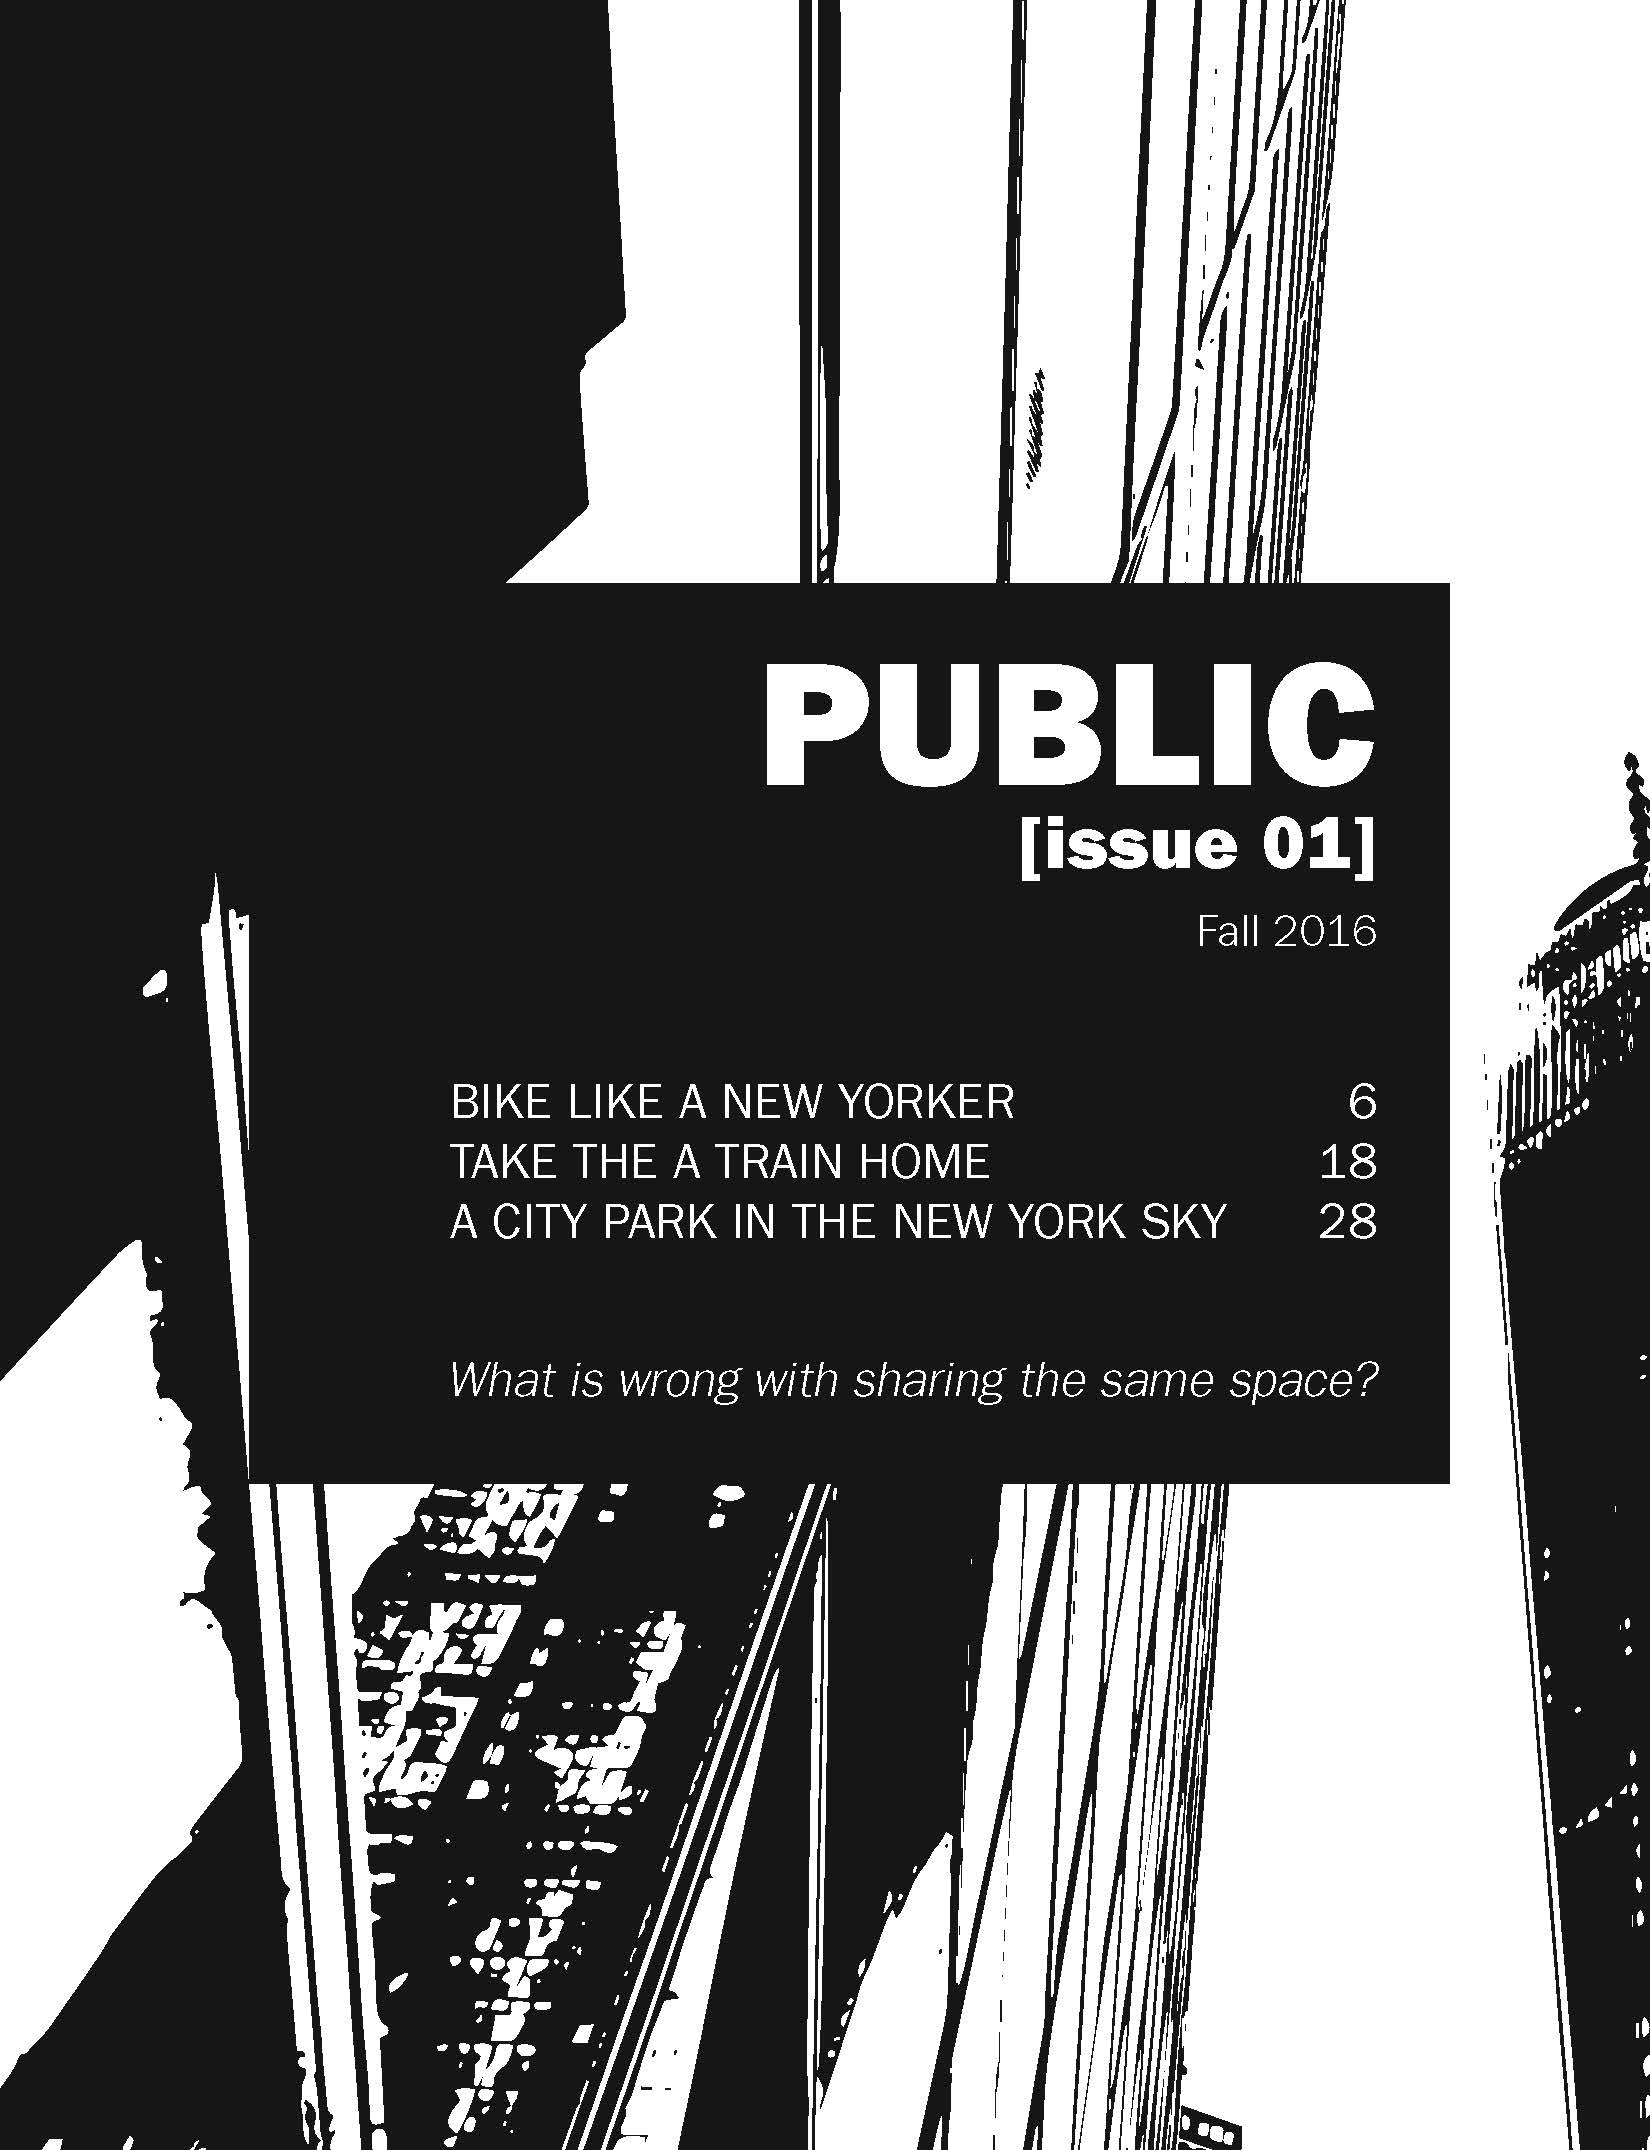 PUBLIC
[issue 01]
Fall 2016
BIKE LIKE A NEW YORKER 6
TAKE THE A TRAIN HOME 18
A CITY PARK IN THE NEW YORK SKY 28
What is wrong with sharing the same space?